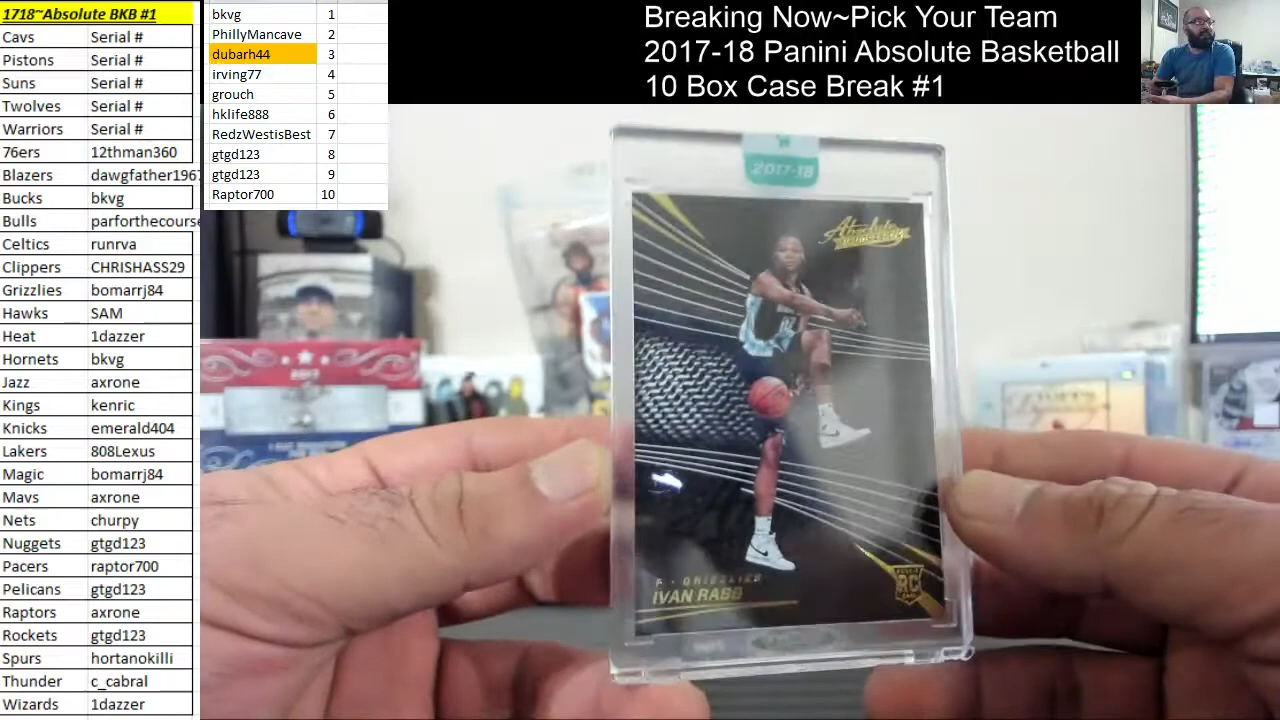 1718~Absolute BKB #1
Cavs Serial #
Pistons Serial #
Suns Serial #
Twolves Serial #
Warriors Serial #
76ers 12thman360
Blazers dawgfather1967
Bucks bkvg
Bulls parforthecourse
Celtics runrva
Clippers CHRISHASS29
Grizzlies bomarrj84
Hawks SAM
Heat 1dazzer
Hornets bkvg
Jazz axrone
Kings kenric
Knicks emerald404
Lakers 808Lexus
Magic bomarrj84
Mavs axrone
Nets churpy
Nuggets gtgd123
Pacers raptor700
Pelicans gtgd123
Raptors axrone
Rockets gtgd123
Spurs hortanokilli
Thunder c_cabral
Wizards 1dazzer
bkvg 1
PhillyMancave 2
dubarh44 3
irving77 4
grouch 5
hklife888 6
RedzWestisBest 7
gtgd123 8
gtgd123 9
Raptor700 10
Breaking Now~Pick Your Team
2017-18 Panini Absolute Basketball
10 Box Case Break #1
2017-18
Absolute
F • GRIZZLIES
IVAN RABB
RC
2017